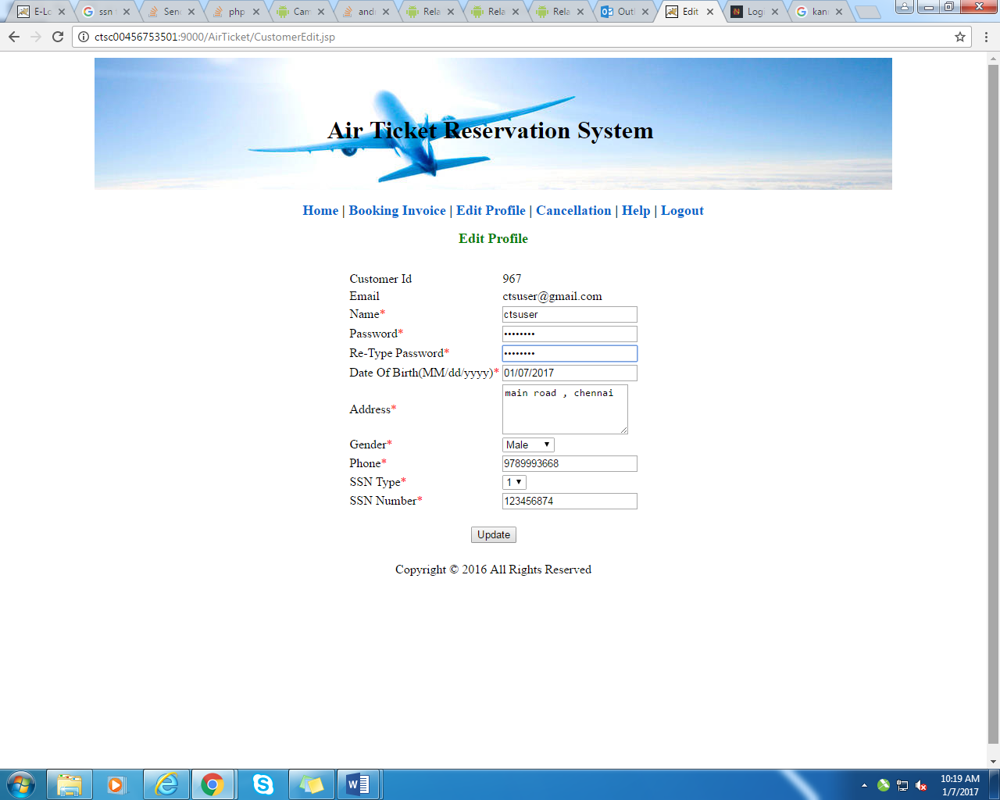 E-Lo
ssn
Sen
php
Cam
andr
Rela
Rela
Rela
Outl
Edit
Log
kann
ctsc00456753501:9000/AirTicket/CustomerEdit.jsp
Air Ticket Reservation System
Home | Booking Invoice | Edit Profile | Cancellation | Help | Logout
Edit Profile
Customer Id 967
Email ctsuser@gmail.com
Name* ctsuser
Password* ••••••••
Re-Type Password* ••••••••
Date Of Birth(MM/dd/yyyy)* 01/07/2017
Address* main road , chennai
Gender* Male
Phone* 9789993668
SSN Type* 1
SSN Number* 123456874
Update
Copyright © 2016 All Rights Reserved
10:19 AM
1/7/2017